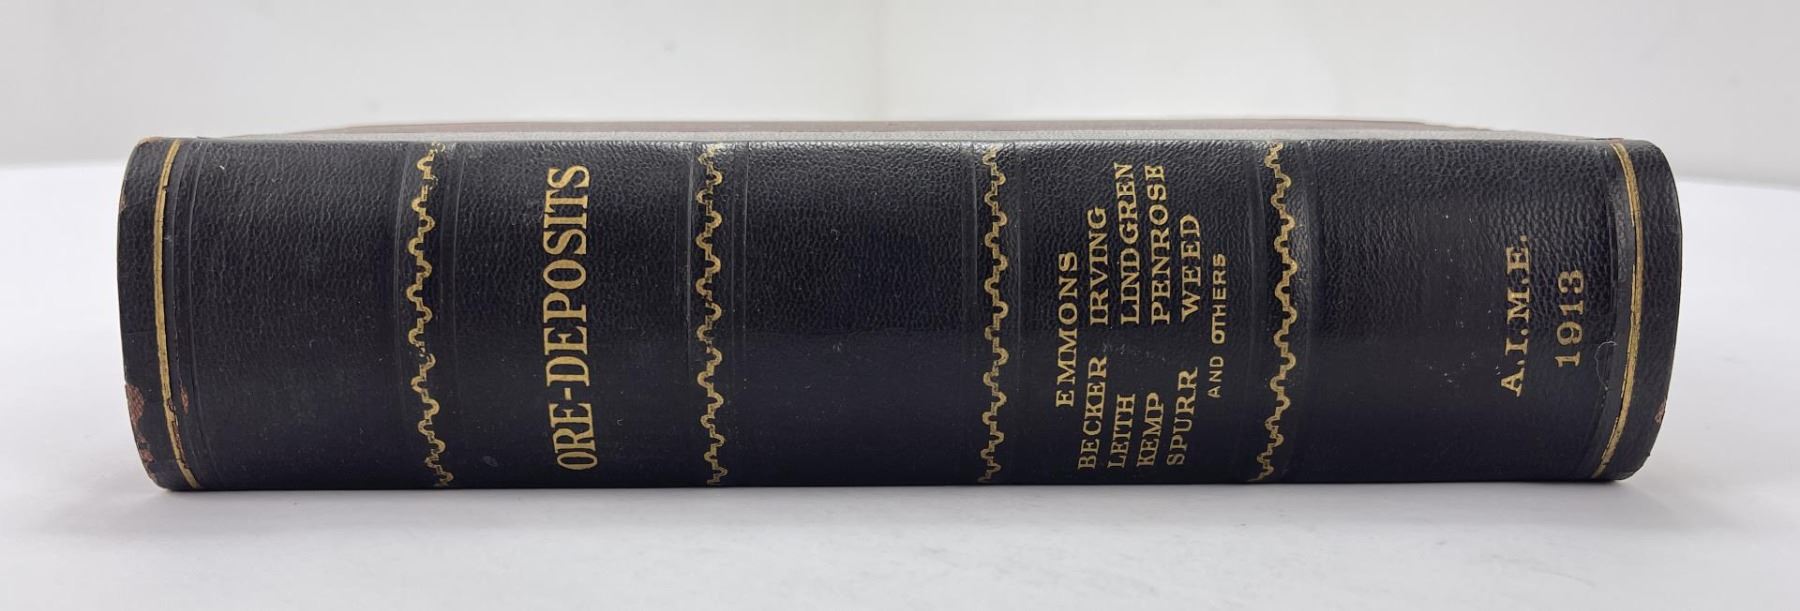 ORE-DEPOSITS
EMMONS
BECKER IRVING
LEITH LINDGREN
KEMP PENROSE
SPURR WEED
AND OTHERS
A.I.M.E.
1913